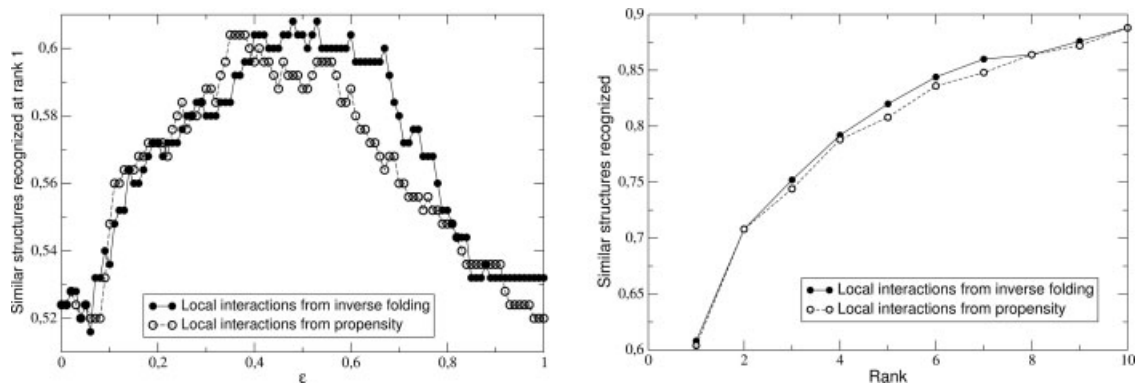 Similar structures recognized at rank 1
0,6
0,58
0,56
0,54
0,52
Local interactions from inverse folding
Local interactions from propensity
0 0,2 0,4 0,6 0,8 1
ε
Similar structures recognized
0,9
0,85
0,8
0,75
0,7
0,65
0,6
Local interactions from inverse folding
Local interactions from propensity
0 2 4 6 8 10
Rank